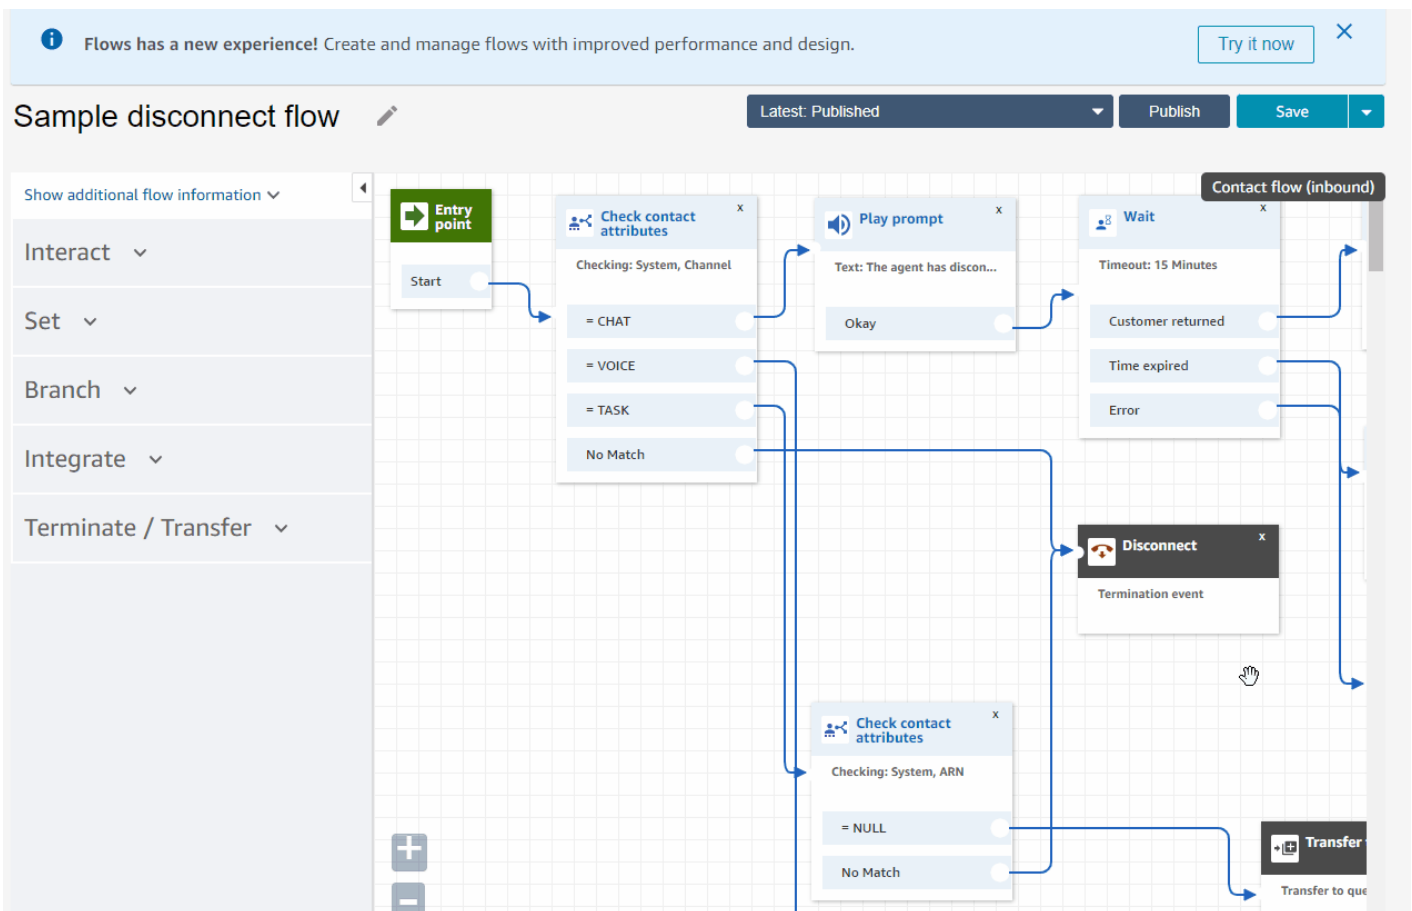 Flows has a new experience! Create and manage flows with improved performance and design.
Try it now
Sample disconnect flow
Latest: Published
Publish
Save
Show additional flow information
Contact flow (inbound)
Interact
Set
Branch
Integrate
Terminate / Transfer
Entry
point
Start
Check contact
attributes
x
Checking: System, Channel
= CHAT
= VOICE
= TASK
No Match
Play prompt
x
Text: The agent has discon...
Okay
Wait
x
Timeout: 15 Minutes
Customer returned
Time expired
Error
Disconnect
x
Termination event
Check contact
attributes
x
Checking: System, ARN
= NULL
No Match
Transfer
Transfer to que